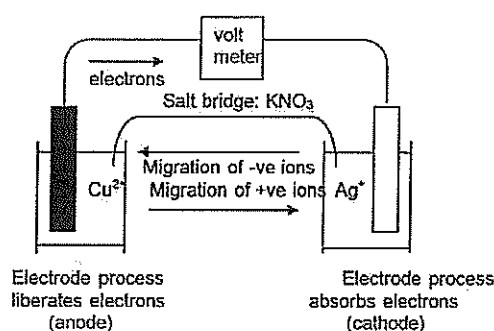 volt
meter
electrons
Salt bridge: KNO₃
Migration of -ve ions
Cu²⁺ Migration of +ve ions Ag⁺
Electrode process
liberates electrons
(anode)
Electrode process
absorbs electrons
(cathode)